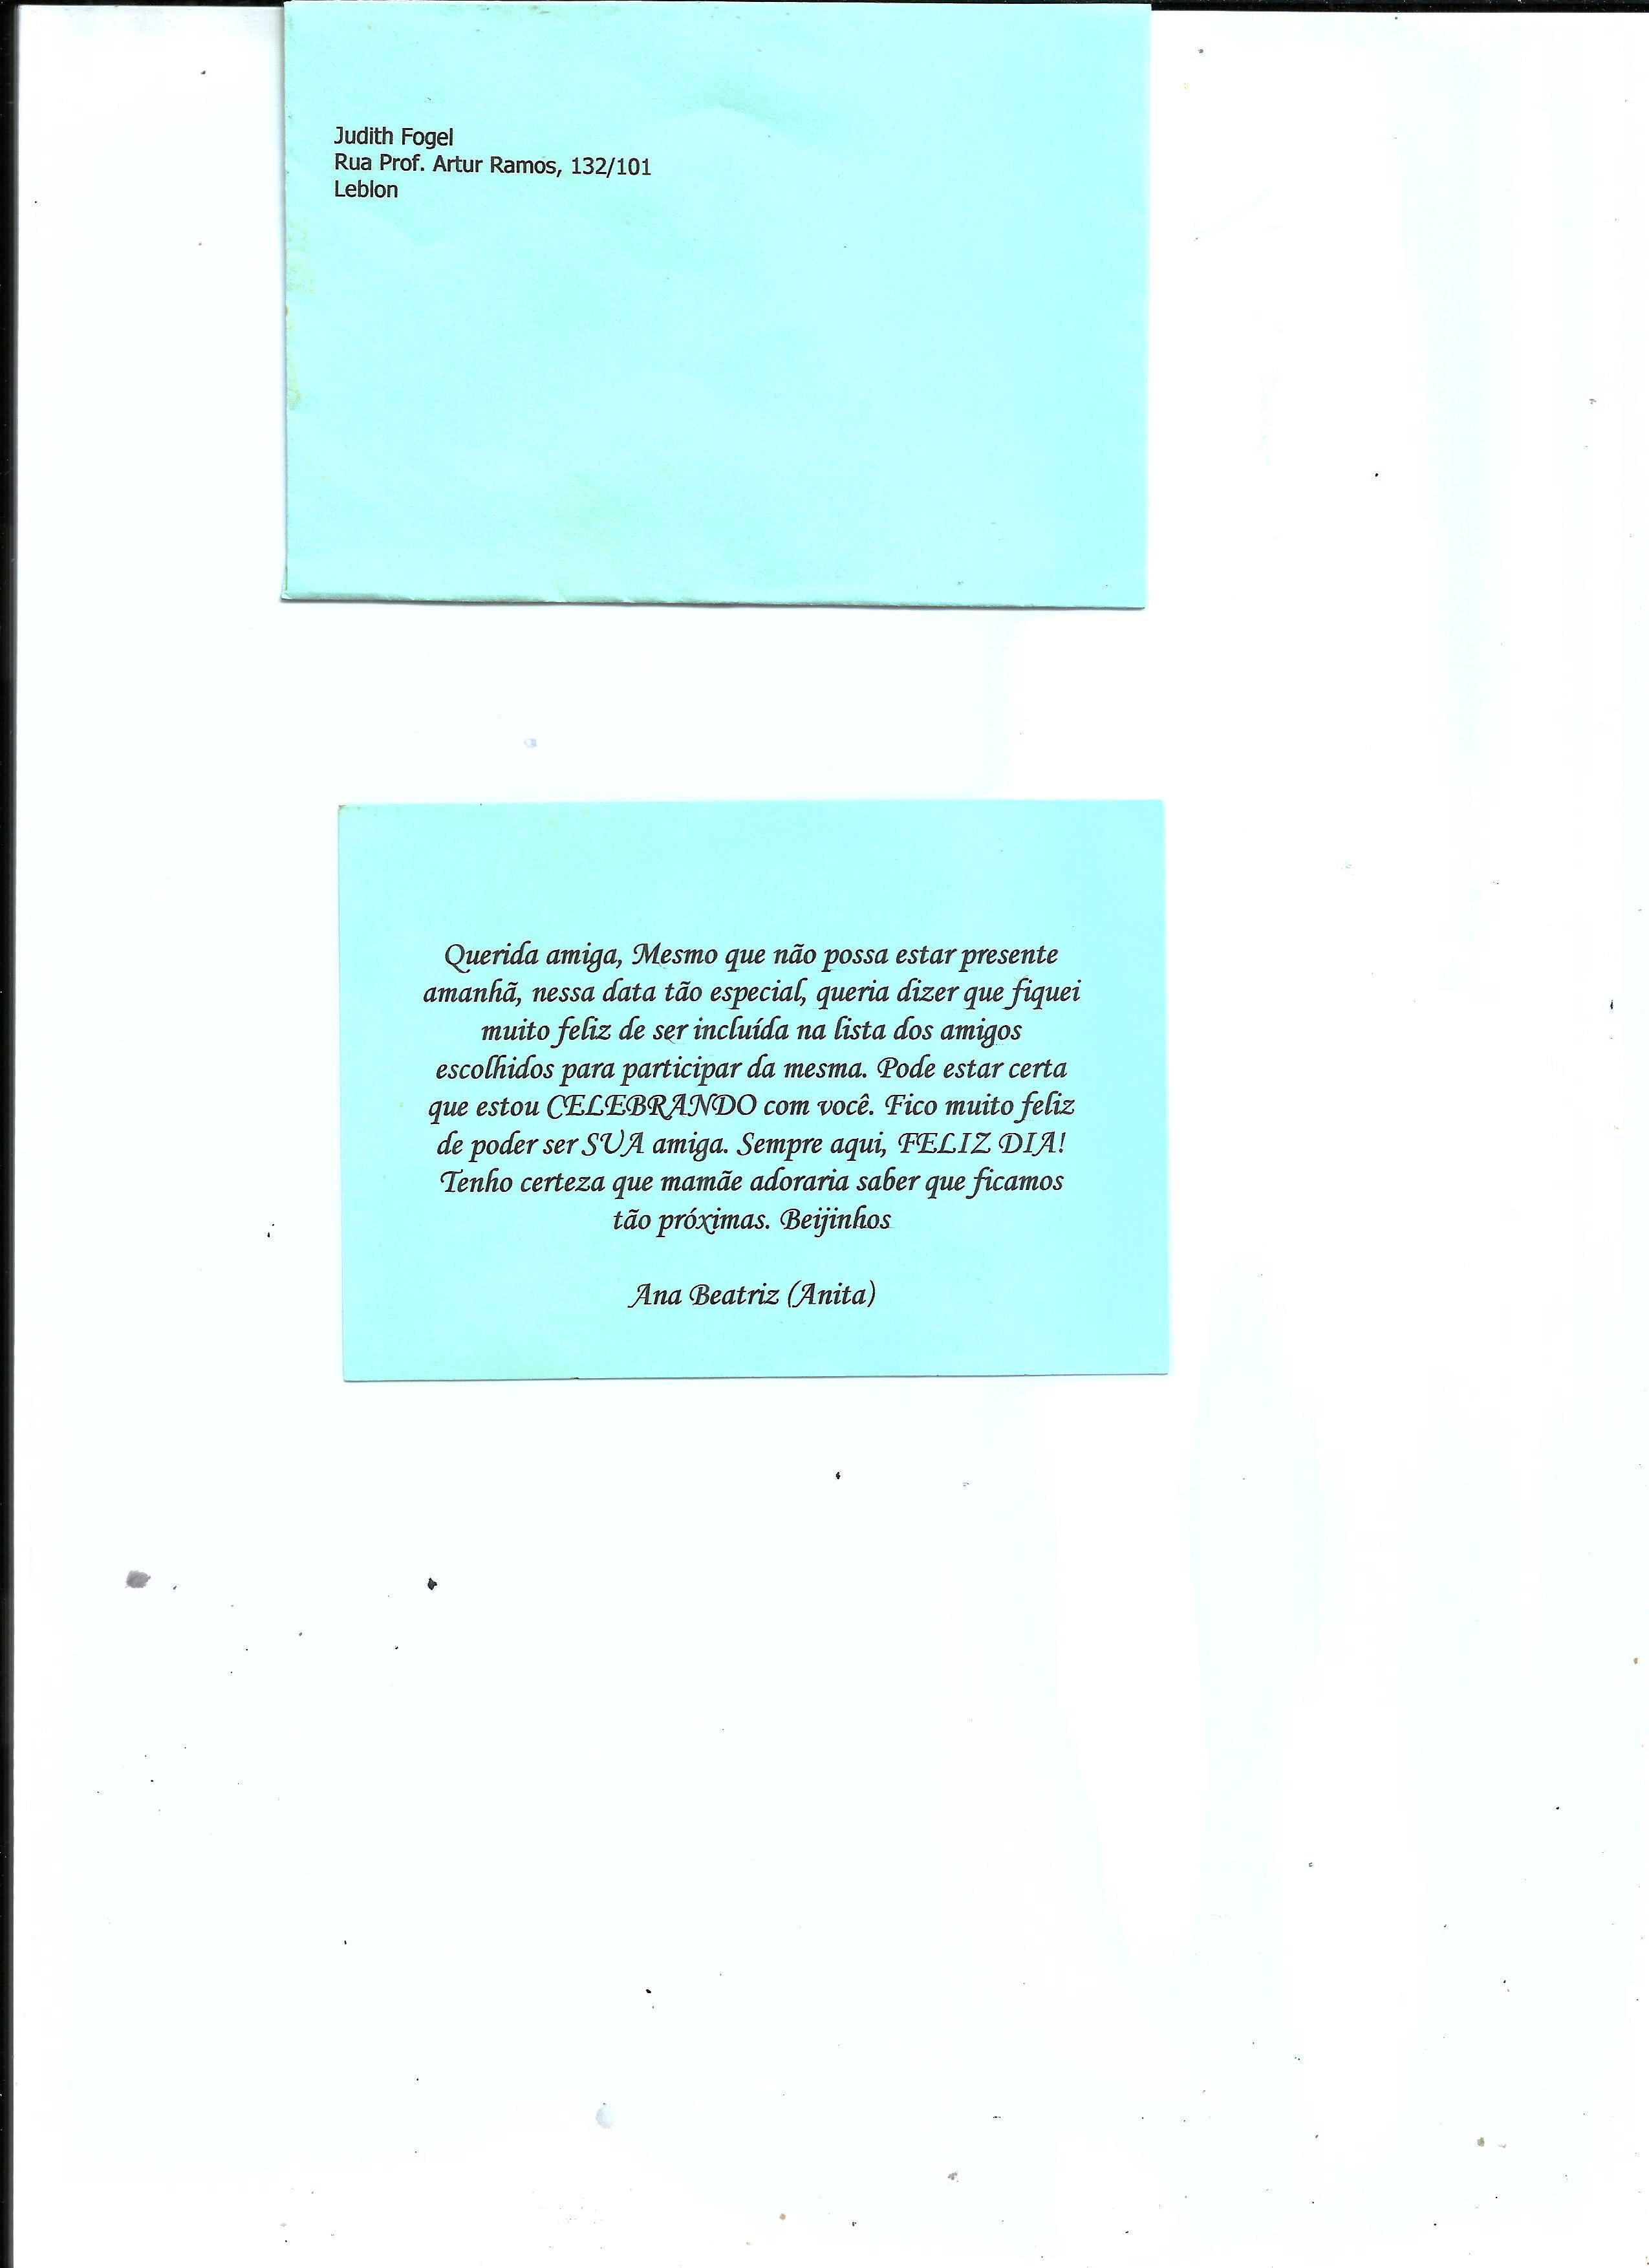 Judith Fogel
Rua Prof. Artur Ramos, 132/101
Leblon
Querida amiga, Mesmo que não possa estar presente
amanhã, nessa data tão especial, queria dizer que fiquei
muito feliz de ser incluída na lista dos amigos
escolhidos para participar da mesma. Pode estar certa
que estou CELEBRANDO com você. Fico muito feliz
de poder ser SUA amiga. Sempre aqui, FELIZ DIA!
Tenho certeza que mamãe adoraria saber que ficamos
tão próximas. Beijinhos
Ana Beatriz (Anita)